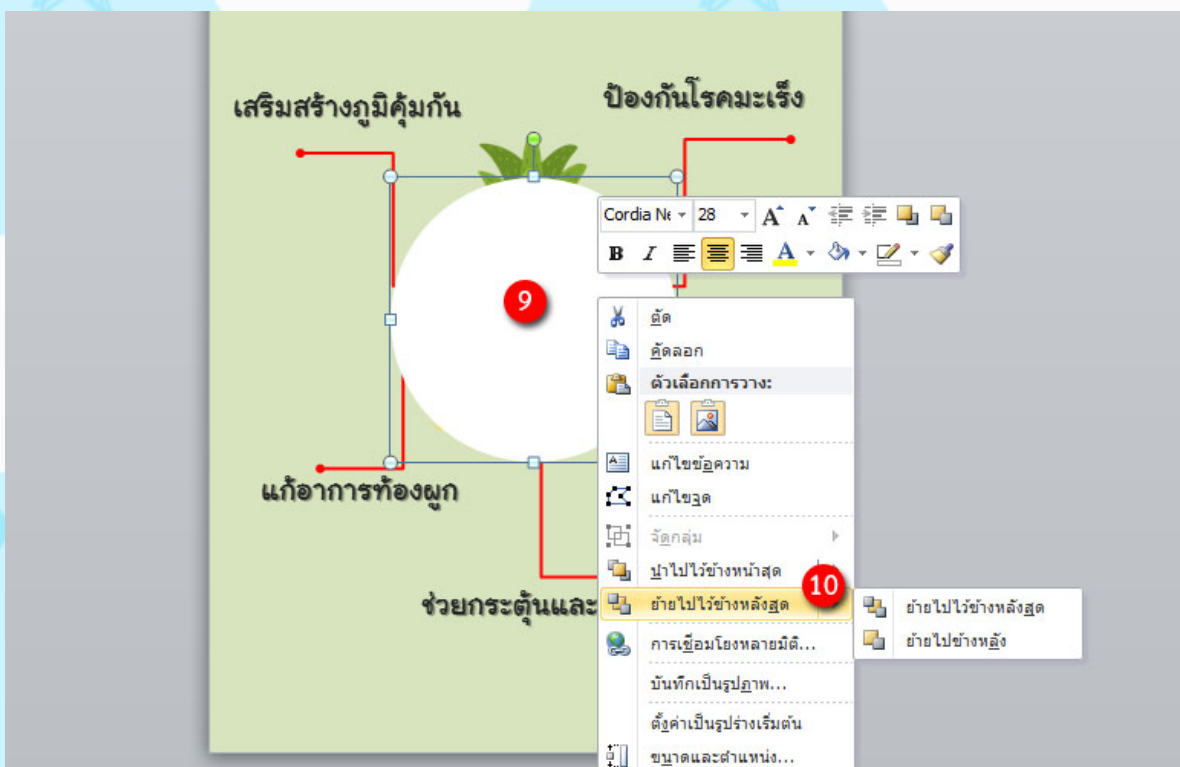 เสริมสร้างภูมิคุ้มกัน
ป้องกันโรคมะเร็ง
Cordia Ne 28 A A
B I A
9
ตัด
คัดลอก
ตัวเลือกการวาง:
แก้ไขข้อความ
แก้ไขจุด
แก้อาการท้องผูก
จัดกลุ่ม
นำไปไว้ข้างหน้าสุด
10
ช่วยกระตุ้นและ
ย้ายไปไว้ข้างหลังสุด
ย้ายไปไว้ข้างหลังสุด
ย้ายไปข้างหลัง
การเชื่อมโยงหลายมิติ...
บันทึกเป็นรูปภาพ...
ตั้งค่าเป็นรูปร่างเริ่มต้น
ขนาดและตำแหน่ง...